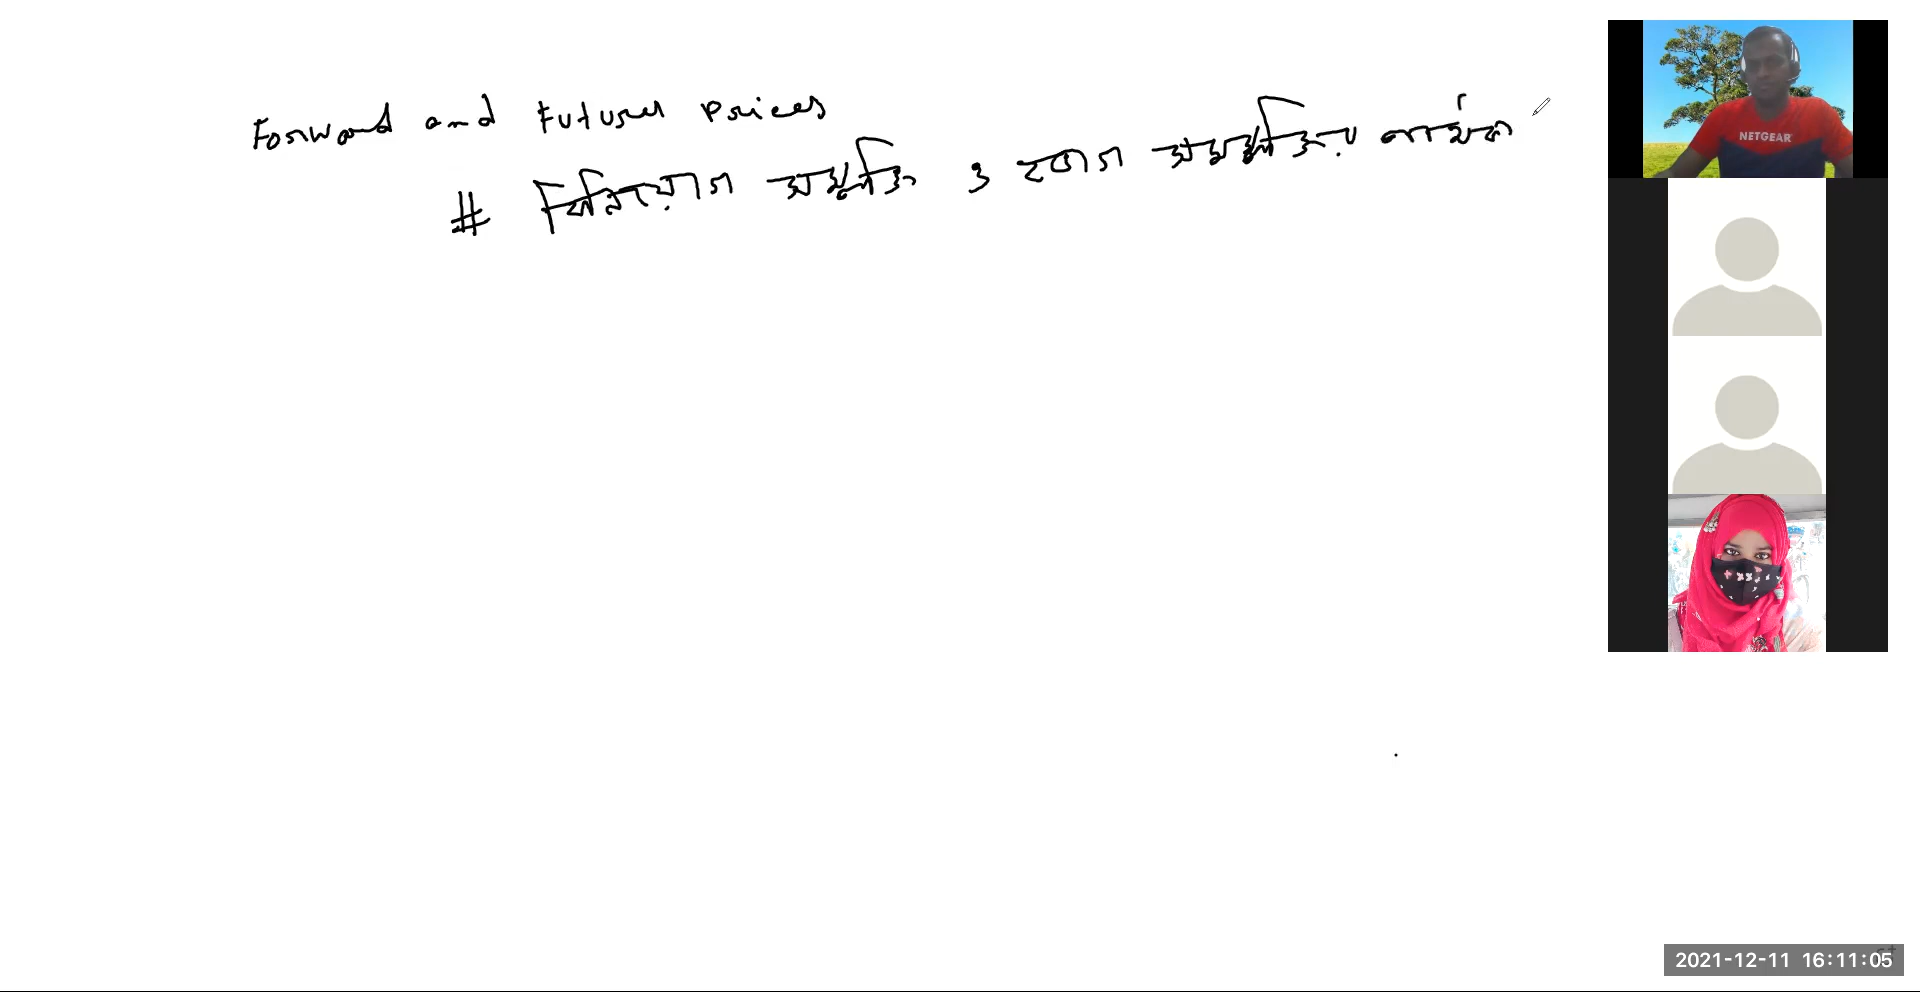 Forward and Future Prices
# বিনিয়োগ সম্পত্তি ও ভোগ সম্পত্তির পার্থক্য
NETGEAR
2021-12-11 16:11:05